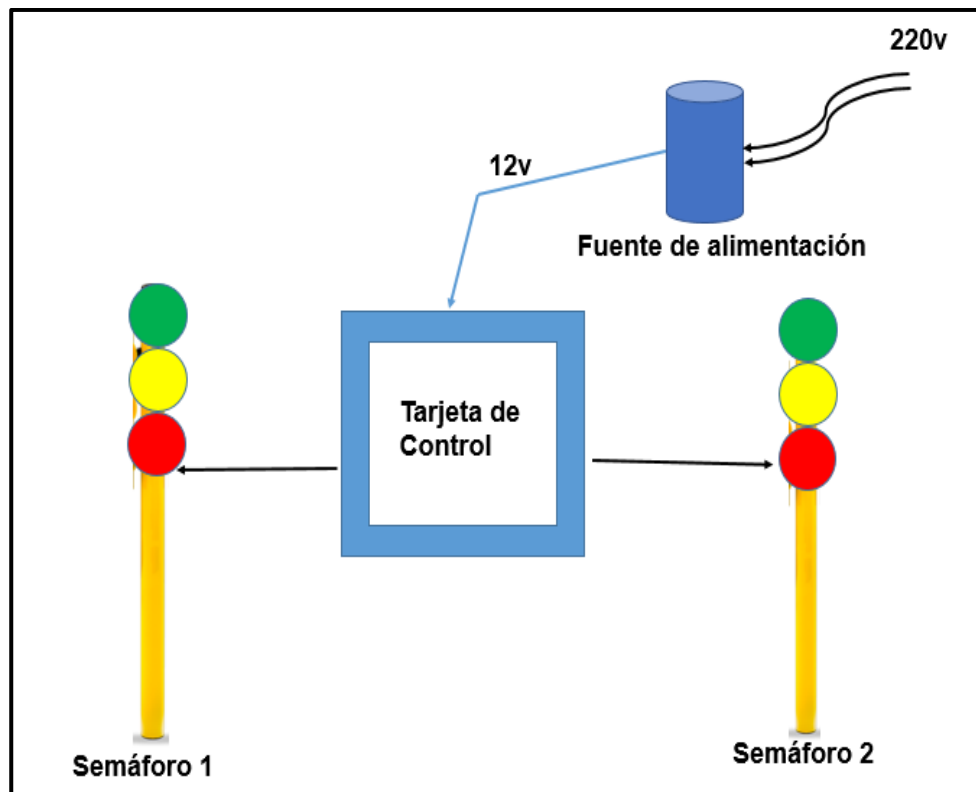 220v
12v
Fuente de alimentación
Tarjeta de
Control
Semáforo 1
Semáforo 2